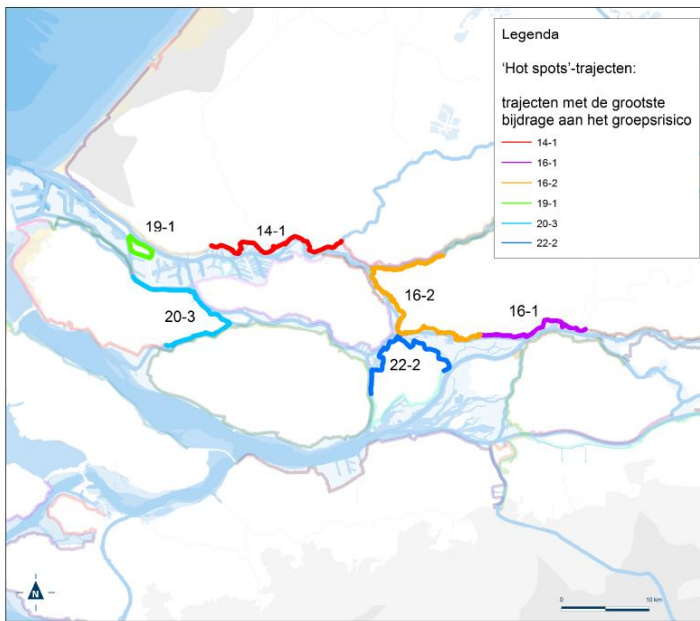 Legenda
'Hot spots'-trajecten:
trajecten met de grootste
bijdrage aan het groepsrisico
14-1
16-1
16-2
19-1
20-3
22-2
19-1
14-1
16-2
16-1
20-3
22-2
N
0 10 km